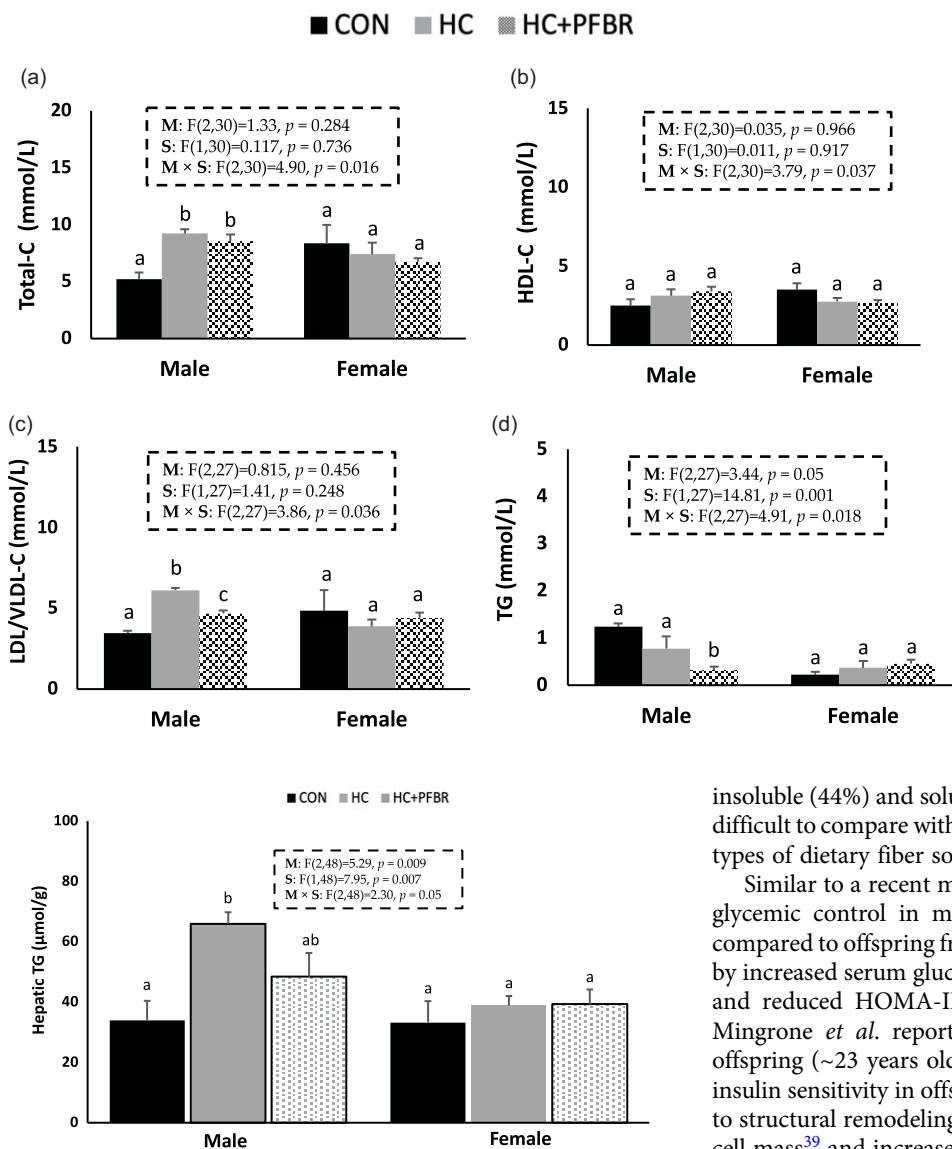 CON HC HC+PFBR
(a)
Total-C (mmol/L)
20
15
10
5
0
M: F(2,30)=1.33, p = 0.284
S: F(1,30)=0.117, p = 0.736
M × S: F(2,30)=4.90, p = 0.016
a b b a a a
Male Female
(b)
HDL-C (mmol/L)
15
10
5
0
M: F(2,30)=0.035, p = 0.966
S: F(1,30)=0.011, p = 0.917
M × S: F(2,30)=3.79, p = 0.037
a a a a a a
Male Female
(c)
LDL/VLDL-C (mmol/L)
15
10
5
0
M: F(2,27)=0.815, p = 0.456
S: F(1,27)=1.41, p = 0.248
M × S: F(2,27)=3.86, p = 0.036
a b c a a a
Male Female
(d)
TG (mmol/L)
5
4
3
2
1
0
M: F(2,27)=3.44, p = 0.05
S: F(1,27)=14.81, p = 0.001
M × S: F(2,27)=4.91, p = 0.018
a a b a a a
Male Female
CON HC HC+PFBR
Hepatic TG (µmol/g)
100
80
60
40
20
0
M: F(2,48)=5.29, p = 0.009
S: F(1,48)=7.95, p = 0.007
M × S: F(2,48)=2.30, p = 0.05
a b ab a a a
Male Female
insoluble (44%) and solu
difficult to compare with
types of dietary fiber so
Similar to a recent m
glycemic control in m
compared to offspring fr
by increased serum gluc
and reduced HOMA-I
Mingrone et al. report
offspring (~23 years old
insulin sensitivity in offs
to structural remodeling
cell mass39 and increase